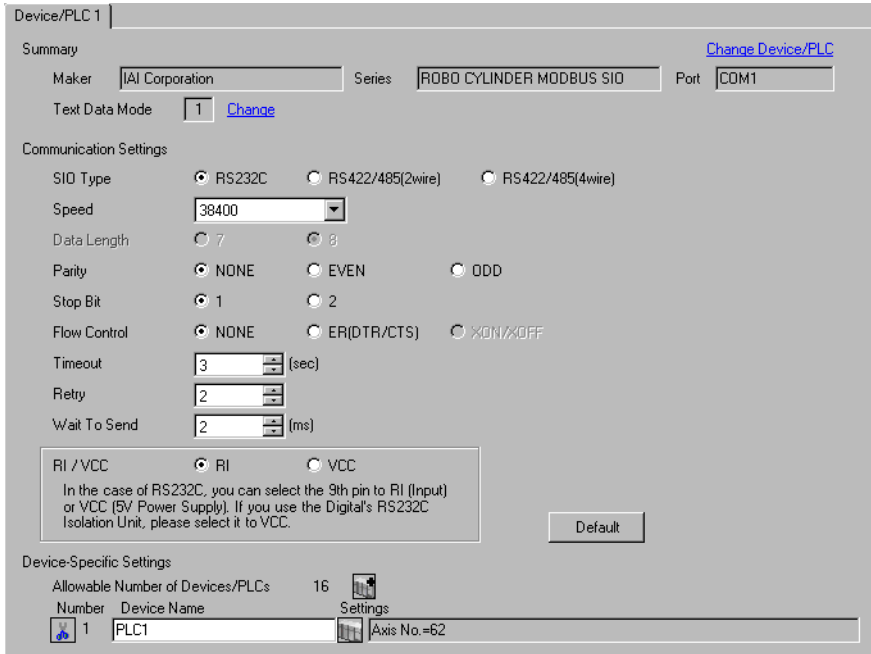 Device/PLC 1
Summary
Change Device/PLC
Maker IAI Corporation Series ROBO CYLINDER MODBUS SIO Port COM1
Text Data Mode 1 Change
Communication Settings
SIO Type RS232C RS422/485(2wire) RS422/485(4wire)
Speed 38400
Data Length 7 8
Parity NONE EVEN ODD
Stop Bit 1 2
Flow Control NONE ER(DTR/CTS) XON/XOFF
Timeout 3 (sec)
Retry 2
Wait To Send 2 (ms)
RI / VCC RI VCC
In the case of RS232C, you can select the 9th pin to RI (Input)
or VCC (5V Power Supply). If you use the Digital's RS232C
Isolation Unit, please select it to VCC.
Default
Device-Specific Settings
Allowable Number of Devices/PLCs 16
Number Device Name Settings
1 PLC1 Axis No.=62